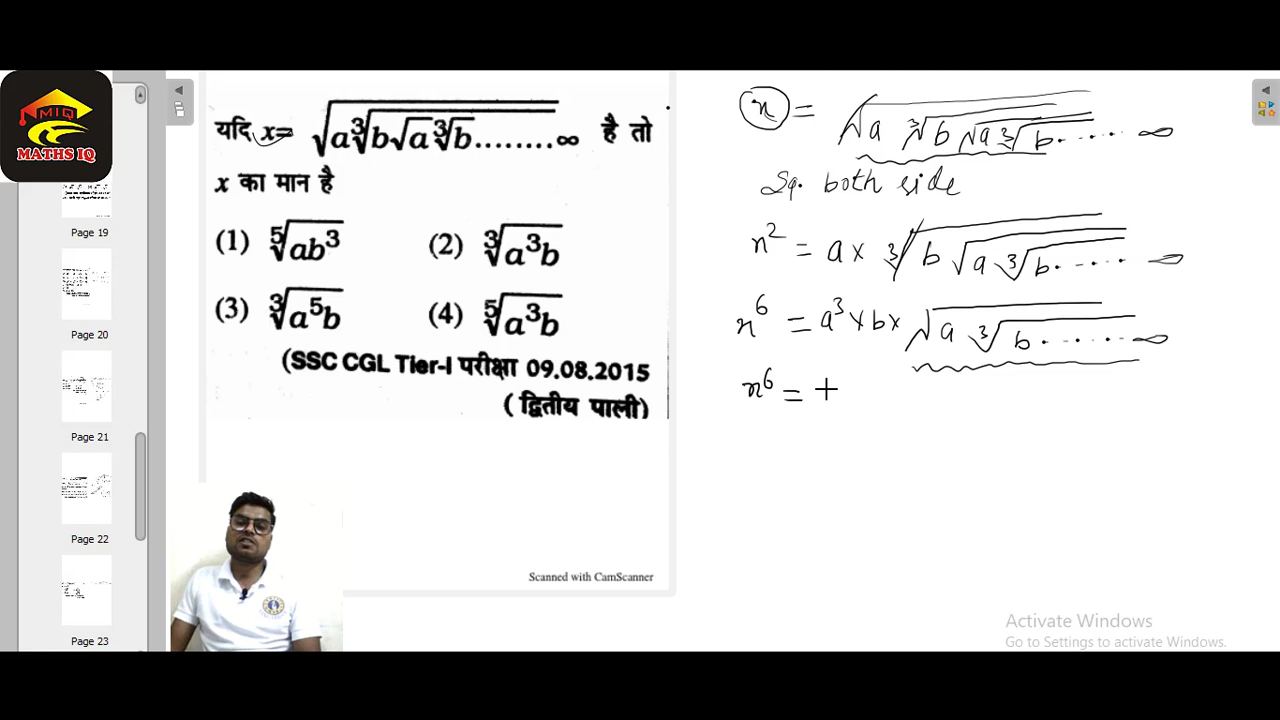 MIQ
MATHS IQ
Page 19
Page 20
Page 21
Page 22
Page 23
यदि x= √a∛b√a∛b........∞ है तो
x का मान है
(1) ⁵√ab³ (2) ³√a³b
(3) ³√a⁵b (4) ⁵√a³b
(SSC CGL Tier-I परीक्षा 09.08.2015
(द्वितीय पाली)
Scanned with CamScanner
x = √a ∛b √a ∛b ..... ∞
Sq. both side
x² = a × ∛b √a ∛b ..... ∞
x⁶ = a³ × b × √a ∛b ..... ∞
x⁶ = +
Activate Windows
Go to Settings to activate Windows.